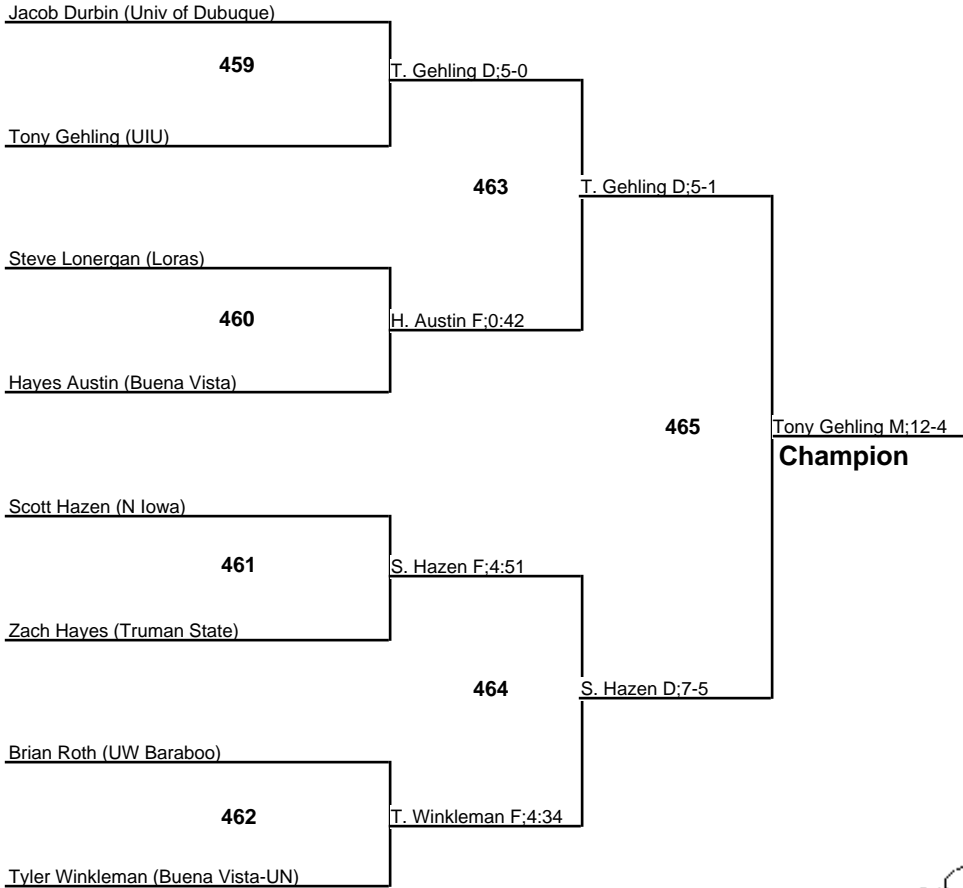 Jacob Durbin (Univ of Dubuque)
459
T. Gehling D;5-0
Tony Gehling (UIU)
463
T. Gehling D;5-1
Steve Lonergan (Loras)
460
H. Austin F;0:42
Hayes Austin (Buena Vista)
465
Tony Gehling M;12-4
Champion
Scott Hazen (N Iowa)
461
S. Hazen F;4:51
Zach Hayes (Truman State)
464
S. Hazen D;7-5
Brian Roth (UW Baraboo)
462
T. Winkleman F;4:34
Tyler Winkleman (Buena Vista-UN)